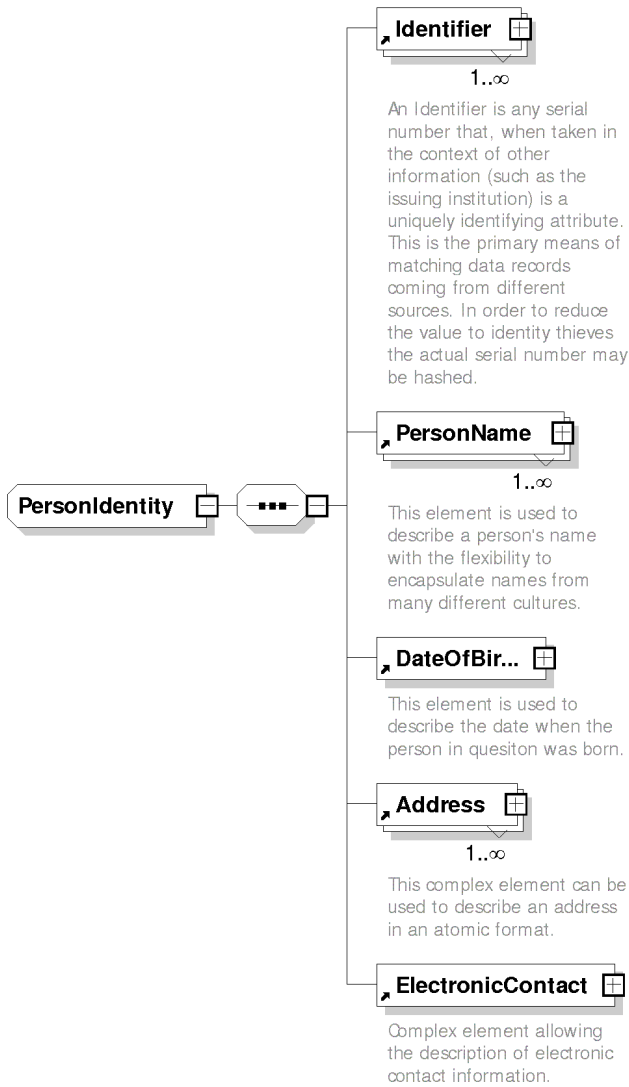 Identifier
1..∞
An Identifier is any serial
number that, when taken in
the context of other
information (such as the
issuing institution) is a
uniquely identifying attribute.
This is the primary means of
matching data records
coming from different
sources. In order to reduce
the value to identity thieves
the actual serial number may
be hashed.
PersonName
1..∞
This element is used to
describe a person's name
with the flexibility to
encapsulate names from
many different cultures.
PersonIdentity
DateOfBir...
This element is used to
describe the date when the
person in quesiton was born.
Address
1..∞
This complex element can be
used to describe an address
in an atomic format.
ElectronicContact
Complex element allowing
the description of electronic
contact information.